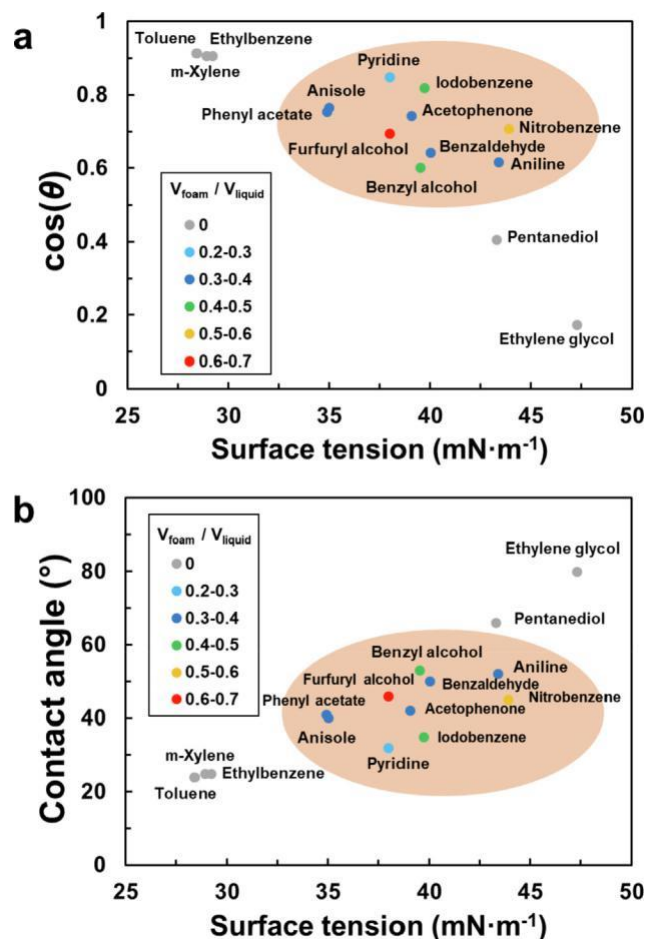 a
cos(θ)
1
0.8
0.6
0.4
0.2
0
Toluene
Ethylbenzene
m-Xylene
Pyridine
Iodobenzene
Anisole
Phenyl acetate
Acetophenone
Nitrobenzene
Furfuryl alcohol
Benzaldehyde
Aniline
Benzyl alcohol
Pentanediol
Ethylene glycol
V_foam / V_liquid
0
0.2-0.3
0.3-0.4
0.4-0.5
0.5-0.6
0.6-0.7
25 30 35 40 45 50
Surface tension (mN·m⁻¹)
b
Contact angle (°)
100
80
60
40
20
0
V_foam / V_liquid
0
0.2-0.3
0.3-0.4
0.4-0.5
0.5-0.6
0.6-0.7
Ethylene glycol
Pentanediol
Benzyl alcohol
Aniline
Furfuryl alcohol
Benzaldehyde
Phenyl acetate
Nitrobenzene
Acetophenone
Anisole
Iodobenzene
m-Xylene
Pyridine
Ethylbenzene
Toluene
25 30 35 40 45 50
Surface tension (mN·m⁻¹)